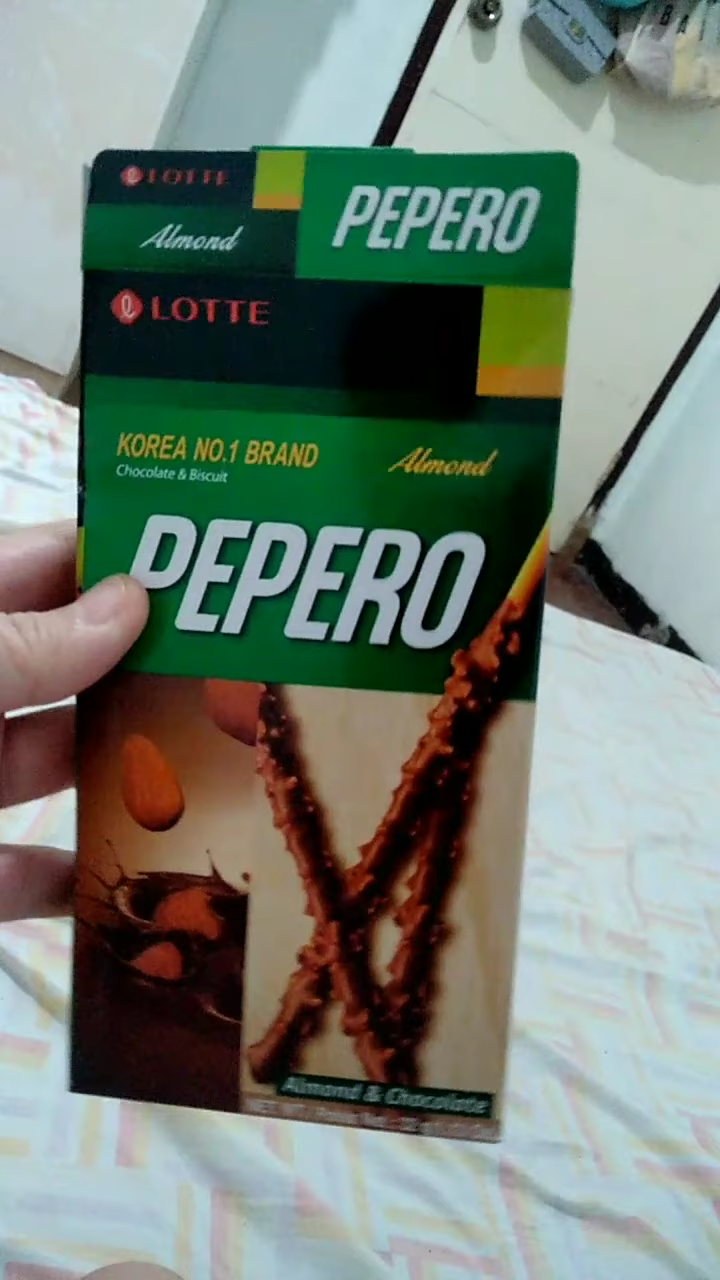 LOTTE
Almond
PEPERO
LOTTE
KOREA NO.1 BRAND
Chocolate & Biscuit
Almond
PEPERO
Almond & Chocolate